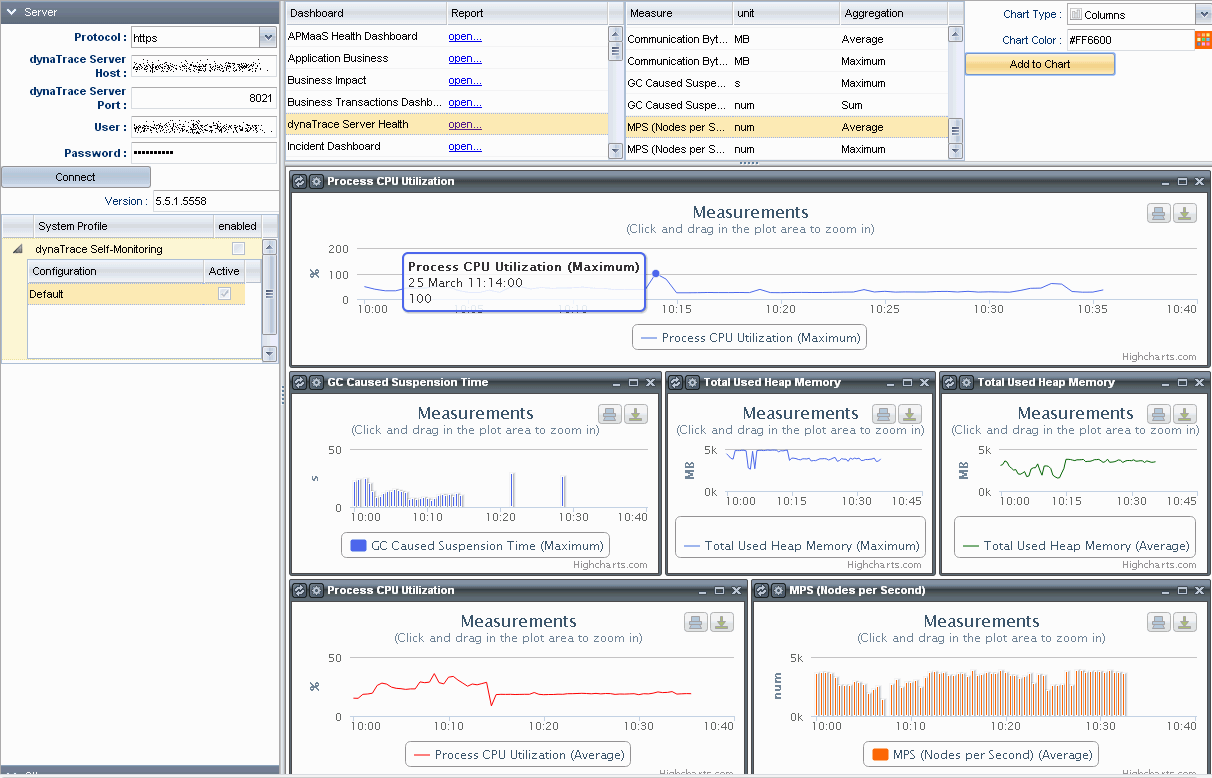 Server
Protocol : https
dynaTrace Server Host :
dynaTrace Server Port : 8021
User :
Password : •••••••••
Connect
Version : 5.5.1.5558
System Profile enabled
dynaTrace Self-Monitoring
Configuration Active
Default
Dashboard Report
APMaaS Health Dashboard open...
Application Business open...
Business Impact open...
Business Transactions Dashb... open...
dynaTrace Server Health open...
Incident Dashboard open...
Measure unit Aggregation
Communication Byt... MB Average
Communication Byt... MB Maximum
GC Caused Suspe... s Maximum
GC Caused Suspe... num Sum
MPS (Nodes per S... num Average
MPS (Nodes per S... num Maximum
Chart Type : Columns
Chart Color : #FF6600
Add to Chart
Process CPU Utilization
Measurements
(Click and drag in the plot area to zoom in)
200
100
0
%
Process CPU Utilization (Maximum)
25 March 11:14:00
100
10:00 10:05 10:10 10:15 10:20 10:25 10:30 10:35 10:40
Process CPU Utilization (Maximum)
Highcharts.com
GC Caused Suspension Time
Measurements
(Click and drag in the plot area to zoom in)
50
0
s
10:00 10:10 10:20 10:30 10:40
GC Caused Suspension Time (Maximum)
Highcharts.com
Total Used Heap Memory
Measurements
(Click and drag in the plot area to zoom in)
5k
0k
MB
10:00 10:15 10:30 10:45
Total Used Heap Memory (Maximum)
Highcharts.com
Total Used Heap Memory
Measurements
(Click and drag in the plot area to zoom in)
5k
0k
MB
10:00 10:15 10:30 10:45
Total Used Heap Memory (Average)
Highcharts.com
Process CPU Utilization
Measurements
(Click and drag in the plot area to zoom in)
50
0
%
10:00 10:10 10:20 10:30 10:40
Process CPU Utilization (Average)
Highcharts.com
MPS (Nodes per Second)
Measurements
(Click and drag in the plot area to zoom in)
5k
0k
num
10:00 10:10 10:20 10:30 10:40
MPS (Nodes per Second) (Average)
Highcharts.com